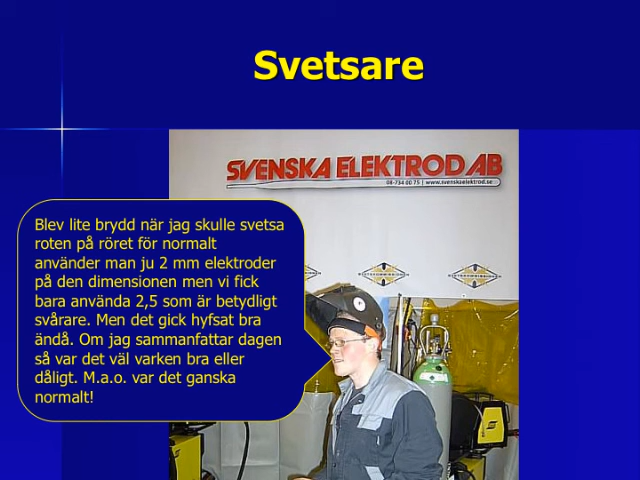 Svetsare
SVENSKA ELEKTROD AB
08-734 00 75 | www.svenskaelektrod.se
Blev lite brydd när jag skulle svetsa
roten på röret för normalt
använder man ju 2 mm elektroder
på den dimensionen men vi fick
bara använda 2,5 som är betydligt
svårare. Men det gick hyfsat bra
ändå. Om jag sammanfattar dagen
så var det väl varken bra eller
dåligt. M.a.o. var det ganska
normalt!